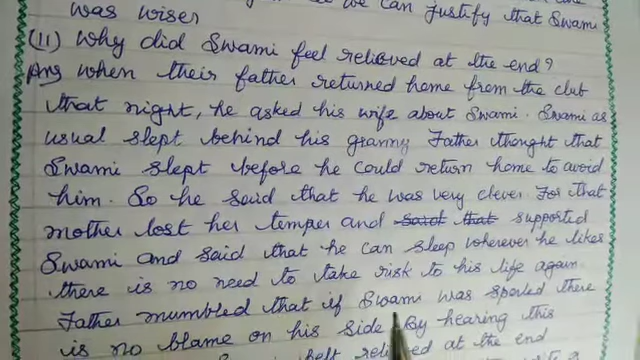 we can justify that Swami
was wiser
(11) Why did Swami feel relieved at the end?
Ans When their father returned home from the club
that night, he asked his wife about Swami. Swami as
usual slept behind his granny Father thought that
Swami slept before he could return home to avoid
him. So he said that he was very clever. For that
mother lost her temper and said that supported
Swami and said that he can sleep wherever he likes
there is no need to take risk to his life again.
Father mumbled that if Swami was spoiled there
is no blame on his side. By hearing this
felt relieved at the end